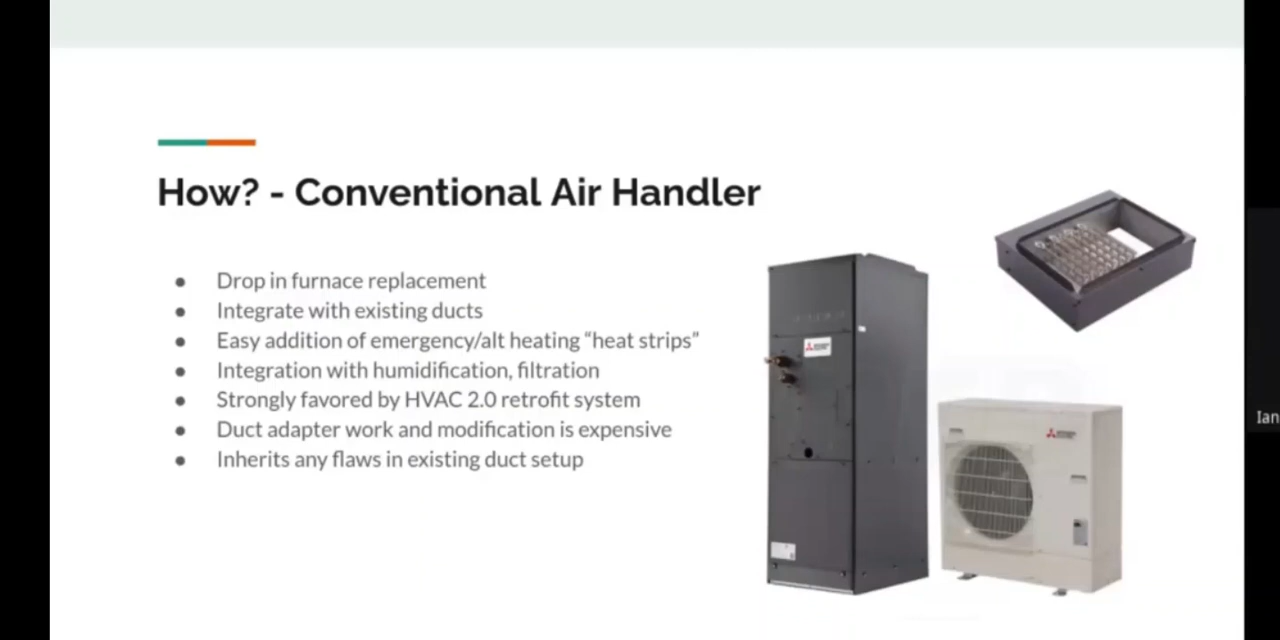 How? - Conventional Air Handler
● Drop in furnace replacement
● Integrate with existing ducts
● Easy addition of emergency/alt heating “heat strips”
● Integration with humidification, filtration
● Strongly favored by HVAC 2.0 retrofit system
● Duct adapter work and modification is expensive
● Inherits any flaws in existing duct setup
Ian